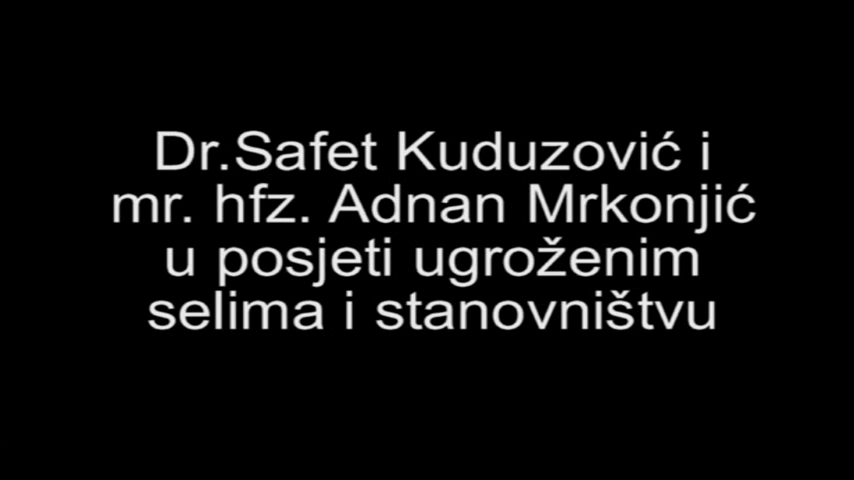 Dr.Safet Kuduzović i
mr. hfz. Adnan Mrkonjić
u posjeti ugroženim
selima i stanovništvu